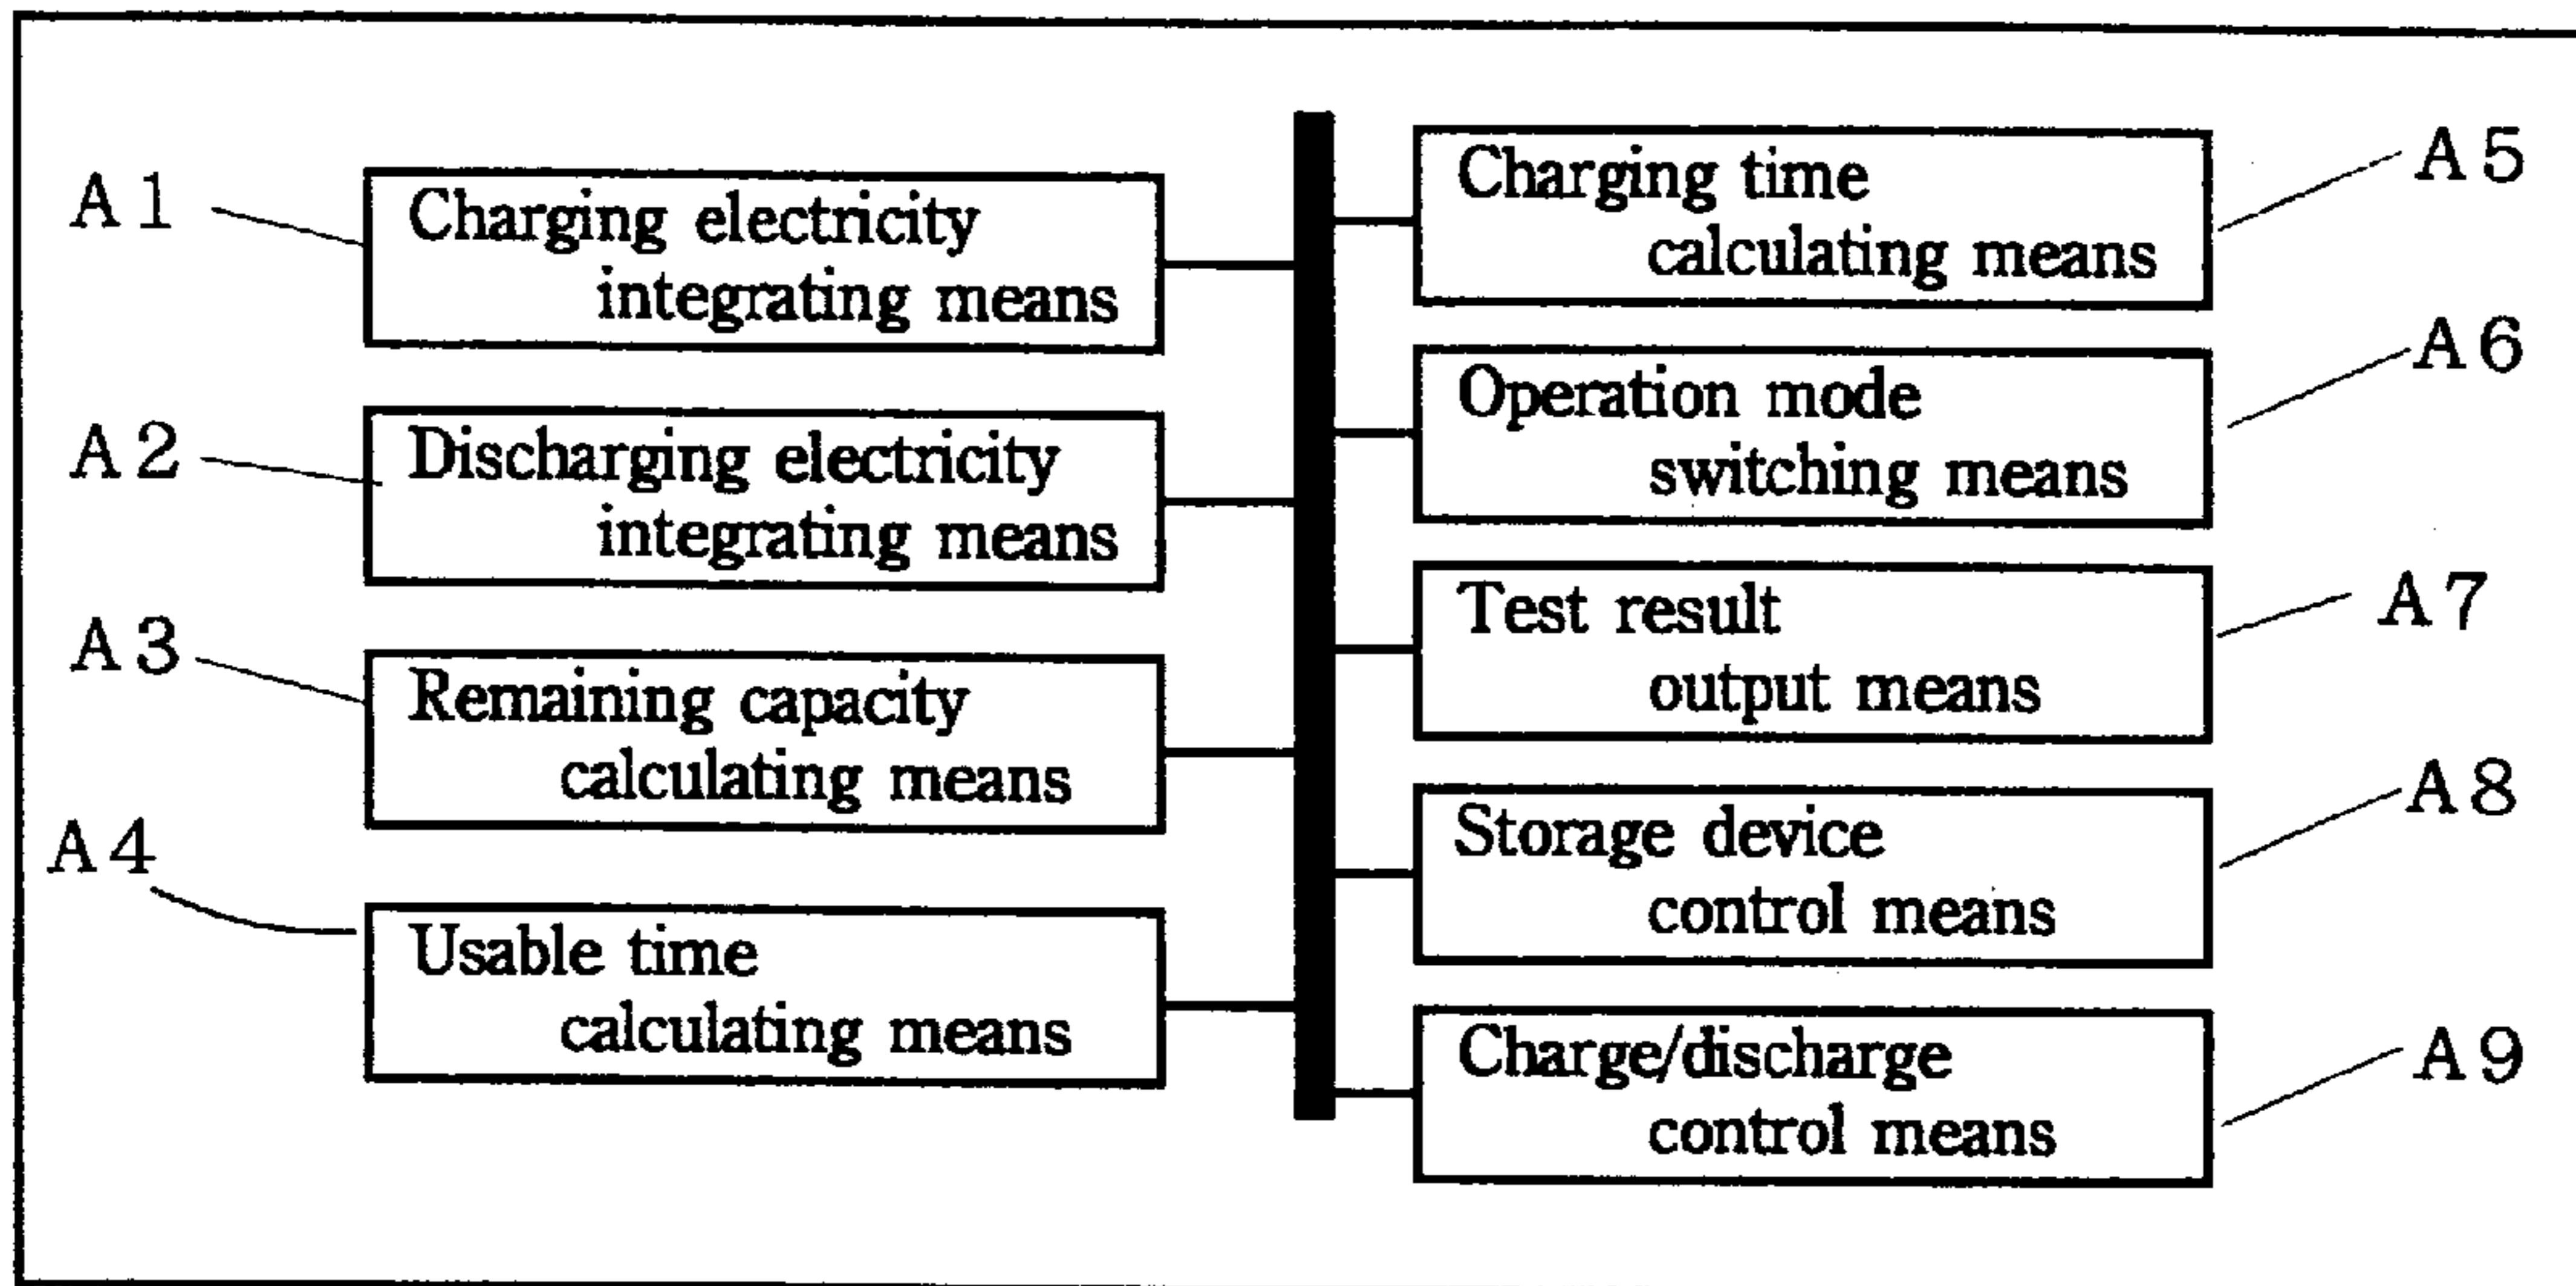 A1
Charging electricity
integrating means
A2
Discharging electricity
integrating means
A3
Remaining capacity
calculating means
A4
Usable time
calculating means
Charging time
calculating means
A5
Operation mode
switching means
A6
Test result
output means
A7
Storage device
control means
A8
Charge/discharge
control means
A9